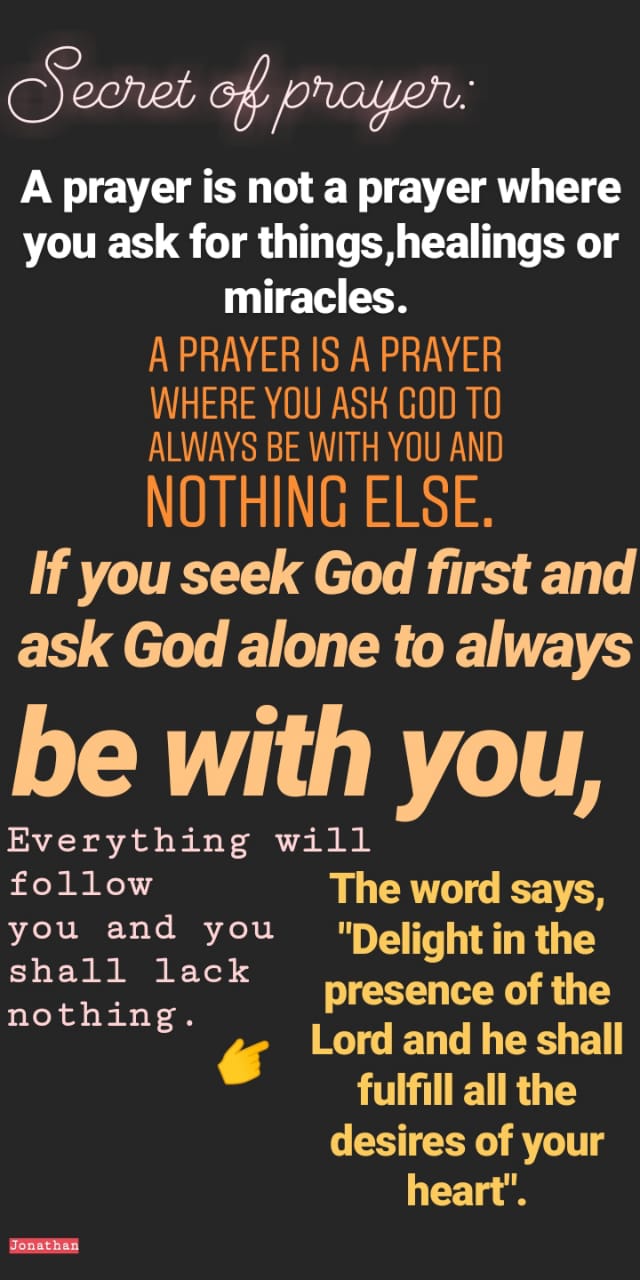 Secret of prayer:
A prayer is not a prayer where
you ask for things,healings or
miracles.
A PRAYER IS A PRAYER
WHERE YOU ASK GOD TO
ALWAYS BE WITH YOU AND
NOTHING ELSE.
If you seek God first and
ask God alone to always
be with you,
Everything will
follow
you and you
shall lack
nothing.
The word says,
"Delight in the
presence of the
Lord and he shall
fulfill all the
desires of your
heart".
Jonathan